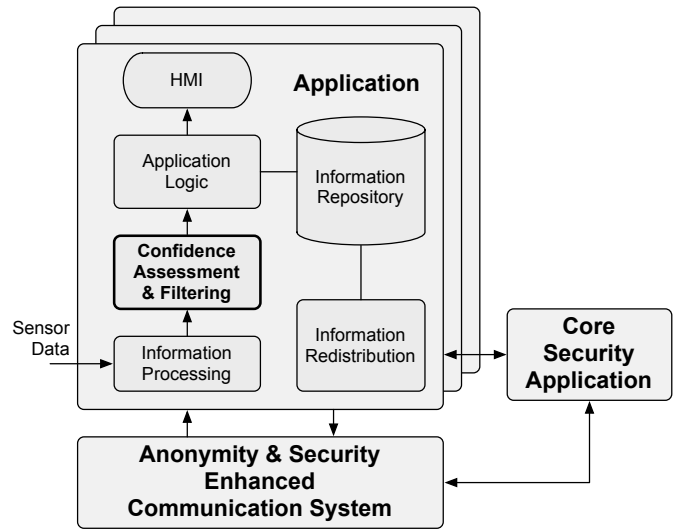 HMI
Application
Application
Logic
Information
Repository
Confidence
Assessment
& Filtering
Sensor
Data
Information
Processing
Information
Redistribution
Core
Security
Application
Anonymity & Security
Enhanced
Communication System